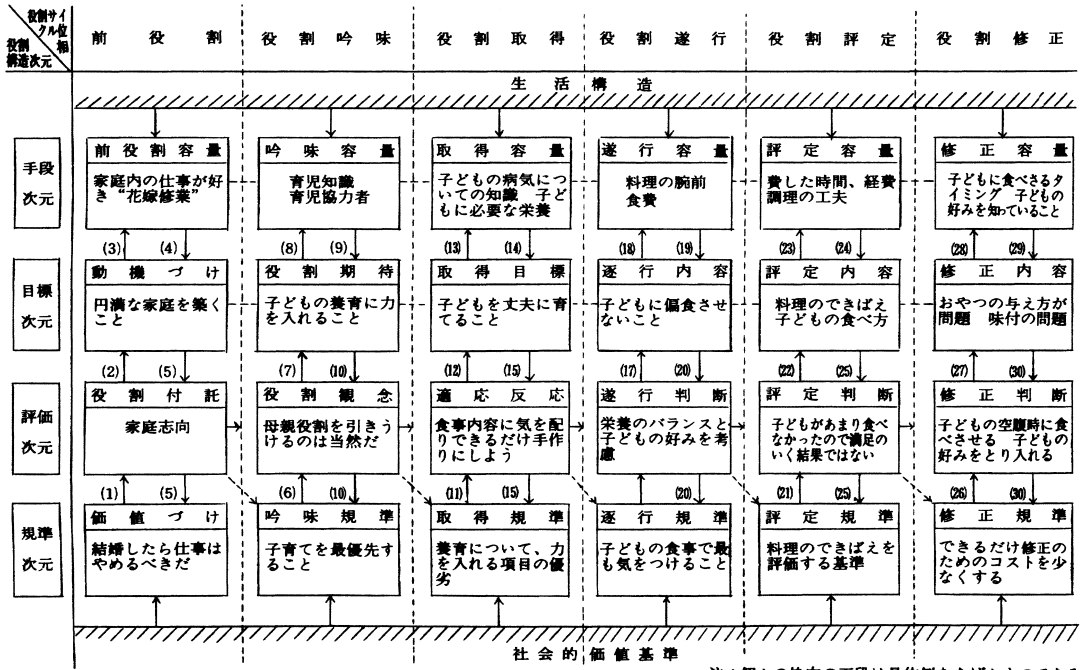 役割サイクル位相
役割構造次元
前役割 役割吟味 役割取得 役割遂行 役割評定 役割修正
生活構造
手段次元
前役割容量
家庭内の仕事が好
き“花嫁修業”
吟味容量
育児知識
育児協力者
取得容量
子どもの病気につ
いての知識 子ど
もに必要な栄養
遂行容量
料理の腕前
食費
評定容量
費した時間、経費
調理の工夫
修正容量
子どもに食べさるタ
イミング 子どもの
好みを知っていること
(3) (4) (8) (9) (13) (14) (18) (19) (23) (24) (28) (29)
目標次元
動機づけ
円満な家庭を築く
こと
役割期待
子どもの養育に力
を入れること
取得目標
子どもを丈夫に育
てること
逐行内容
子どもに偏食させ
ないこと
評定内容
料理のできばえ
子どもの食べ方
修正内容
おやつの与え方が
問題 味付の問題
(2) (5) (7) (10) (12) (15) (17) (20) (22) (25) (27) (30)
評価次元
役割付託
家庭志向
役割観念
母親役割を引きう
けるのは当然だ
適応反応
食事内容に気を配
りできるだけ手作
りにしよう
遂行判断
栄養のバランスと
子どもの好みを考
慮
評定判断
子どもがあまり食べ
なかったので満足の
いく結果ではない
修正判断
子どもの空腹時に食
べさせる 子どもの
好みをとり入れる
(1) (5) (6) (10) (11) (15) (20) (21) (25) (26) (30)
規準次元
価値づけ
結婚したら仕事は
やめるべきだ
吟味規準
子育てを最優先す
ること
取得規準
養育について、力
を入れる項目の優
劣
逐行規準
子どもの食事で最
も気をつけること
評定規準
料理のできばえを
評価する基準
修正規準
できるだけ修正の
ためのコストを少
なくする
社会的価値基準